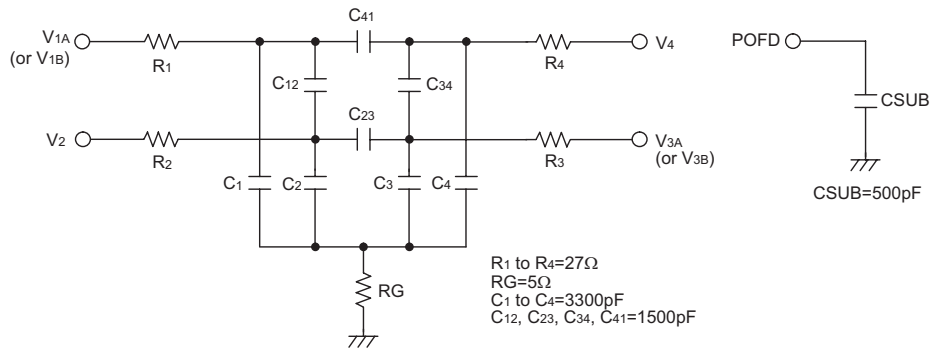 C41
V1A
(or V1B)
R1
V4
R4
POFD
C12
C34
CSUB
C23
V2
R2
V3A
(or V3B)
R3
C1
C2
C3
C4
CSUB=500pF
RG
R1 to R4=27Ω
RG=5Ω
C1 to C4=3300pF
C12, C23, C34, C41=1500pF